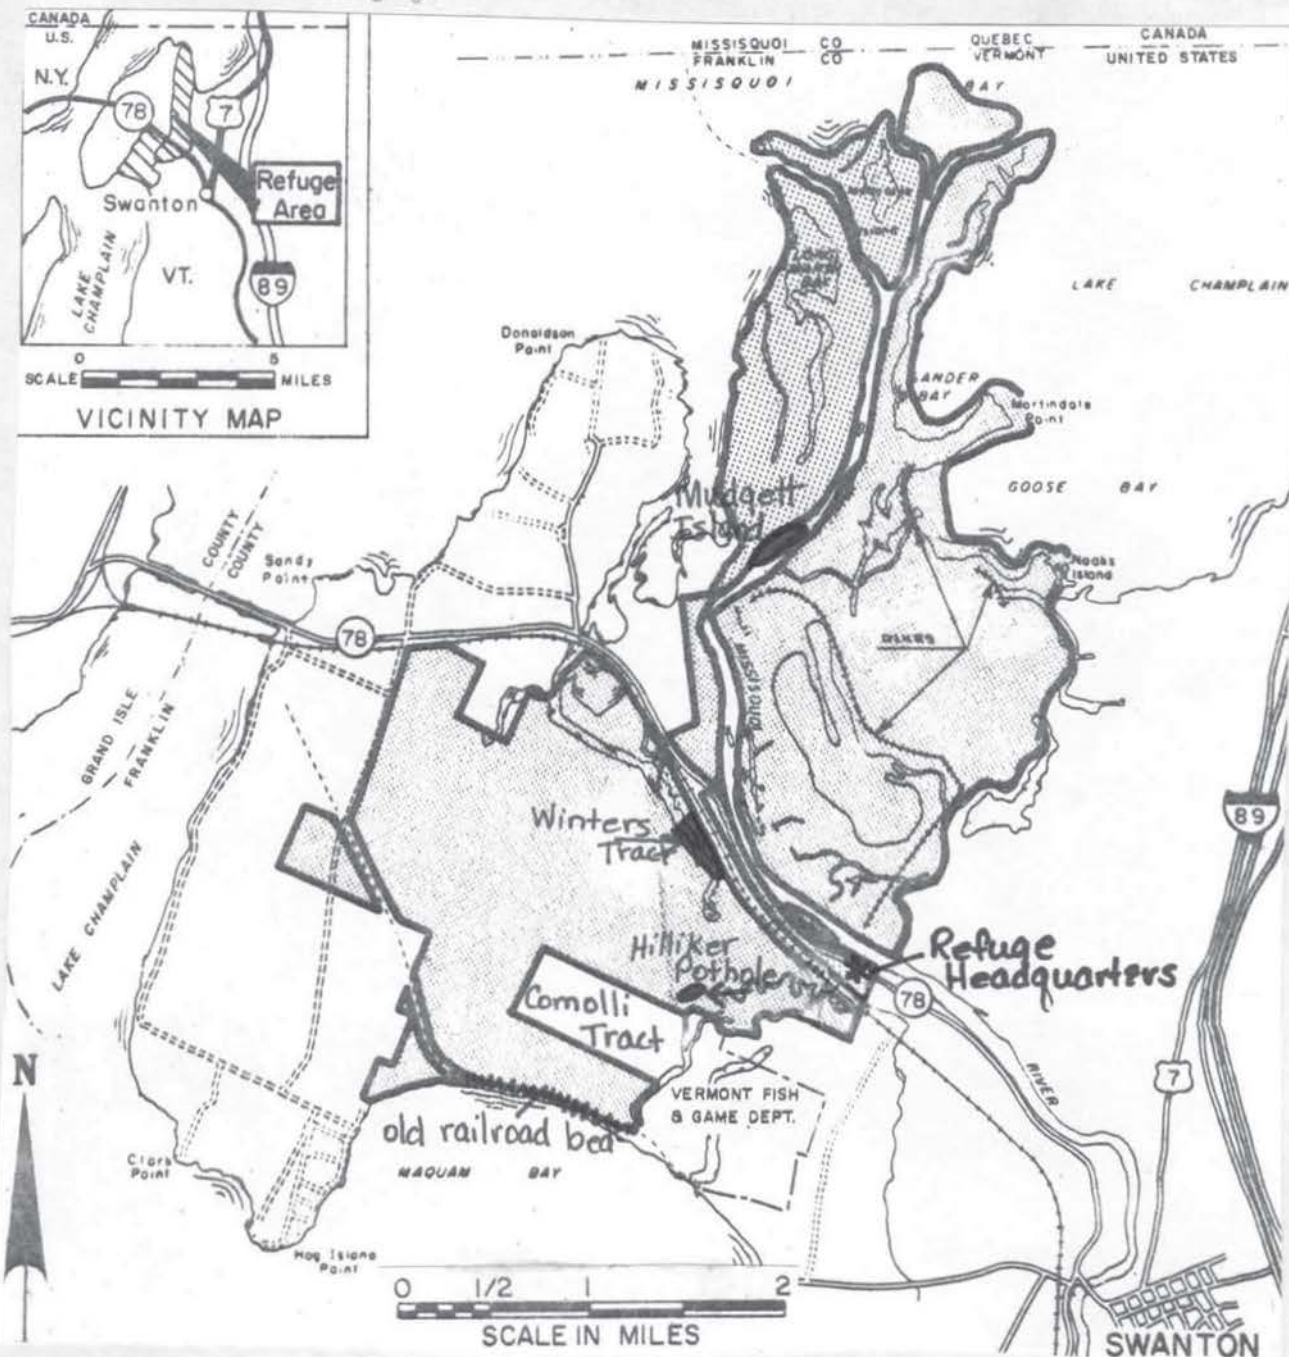 CANADA
U.S.
N.Y.
78
7
Refuge
Area
Swanton
LAKE
CHAMPLAIN
VT.
89
0 5
SCALE MILES
VICINITY MAP
MISSISQUOI CO
FRANKLIN CO
QUEBEC
VERMONT
CANADA
UNITED STATES
MISSISQUOI BAY
Island
LONG
BAY
LAKE CHAMPLAIN
Donaldson
Point
BAY
Martindale
Point
GOOSE BAY
Mudgett
Island
COUNTY
COUNTY
Sandy
Point
Island
78
DIKES
MISSISQUOI
GRAND ISLE
FRANKLIN
LAKE CHAMPLAIN
Winters
Tract
89
Hilliker
Pothole
Refuge
Headquarters
Comolli
Tract
78
N
7
RIVER
VERMONT FISH
& GAME DEPT.
old railroad bed
MAQUAM BAY
Clark
Point
Hog Island
Point
0 1/2 1 2
SCALE IN MILES
SWANTON